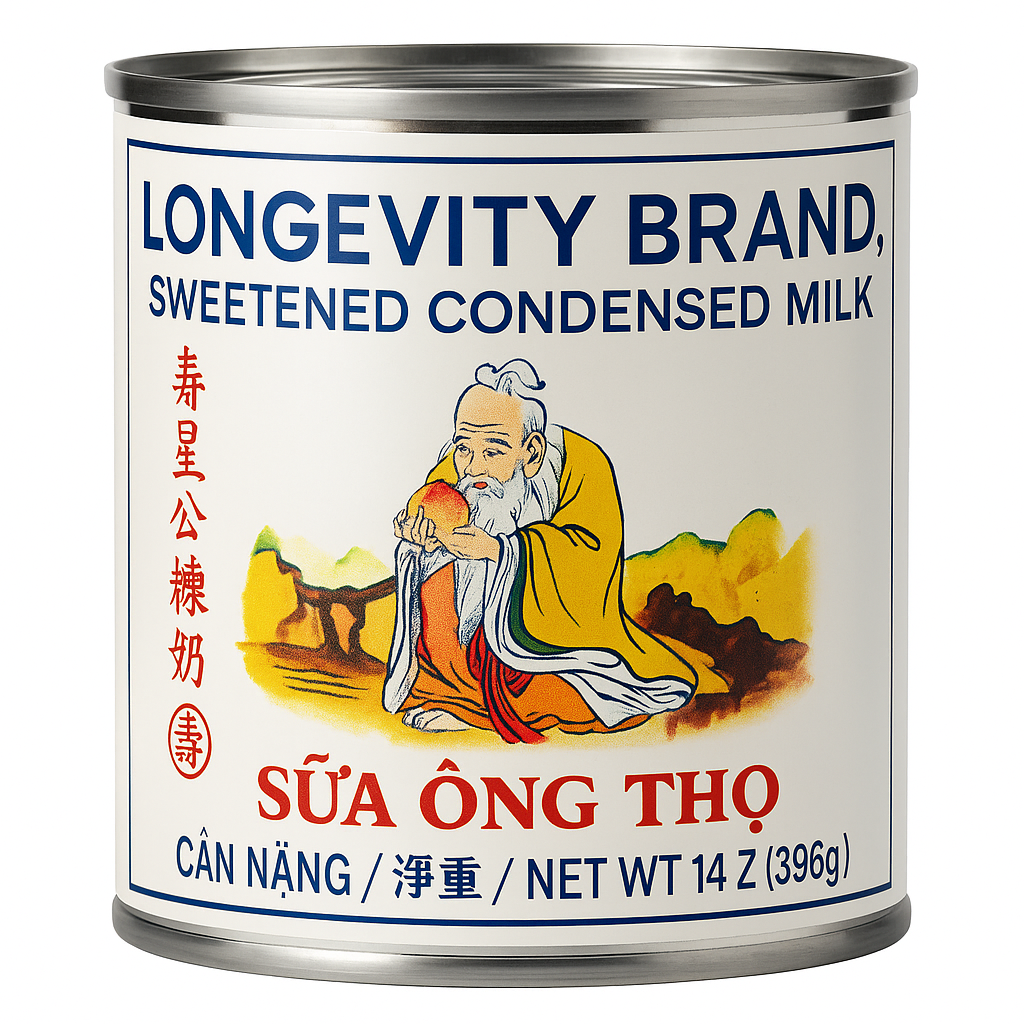 LONGEVITY BRAND,
SWEETENED CONDENSED MILK
寿星公楝奶
壽
SỮA ÔNG THỌ
CÂN NẶNG / 淨重 / NET WT 14 Z (396g)